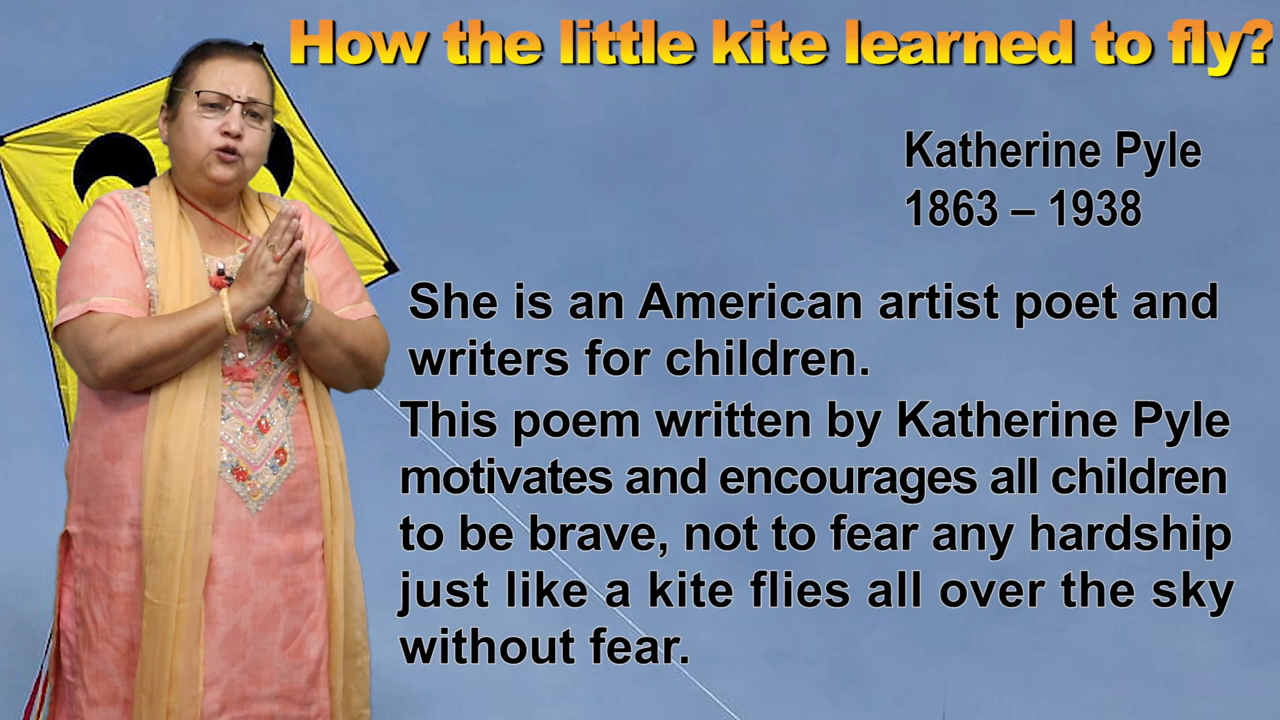 How the little kite learned to fly?
Katherine Pyle
1863 – 1938
She is an American artist poet and
writers for children.
This poem written by Katherine Pyle
motivates and encourages all children
to be brave, not to fear any hardship
just like a kite flies all over the sky
without fear.